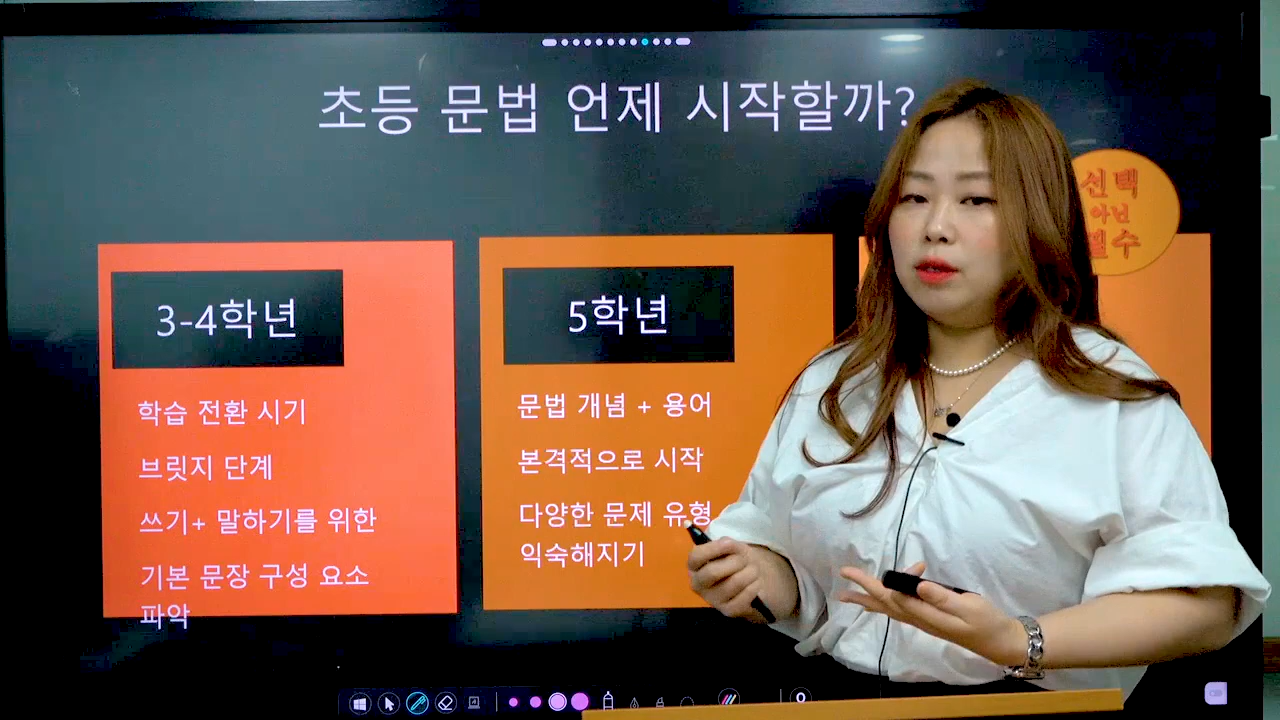 초등 문법 언제 시작할까?
선택
아닌
필수
3-4학년
학습 전환 시기
브릿지 단계
쓰기+ 말하기를 위한
기본 문장 구성 요소
파악
5학년
문법 개념 + 용어
본격적으로 시작
다양한 문제 유형
익숙해지기